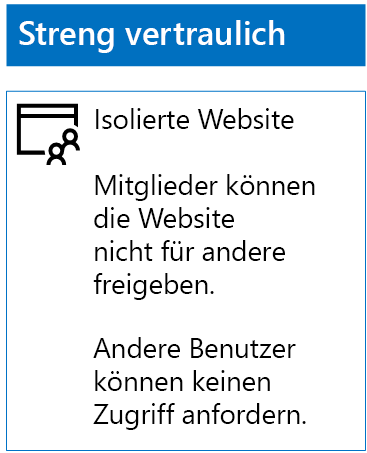 Streng vertraulich
Isolierte Website
Mitglieder können
die Website
nicht für andere
freigeben.
Andere Benutzer
können keinen
Zugriff anfordern.